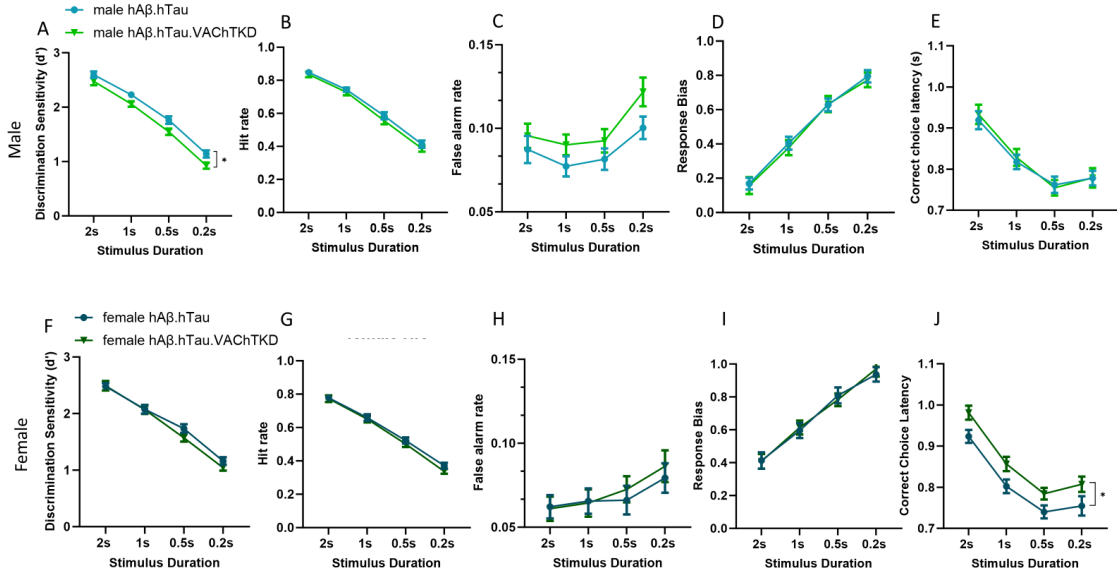 A
male hAβ.hTau
male hAβ.hTau.VAChTKD
Male
Discrimination Sensitivity (d')
3
2
1
0
2s 1s 0.5s 0.2s
Stimulus Duration
*
B
Hit rate
1.0
0.8
0.6
0.4
0.2
0.0
2s 1s 0.5s 0.2s
Stimulus Duration
C
False alarm rate
0.15
0.10
0.05
2s 1s 0.5s 0.2s
Stimulus Duration
D
Response Bias
1.0
0.8
0.6
0.4
0.2
0.0
2s 1s 0.5s 0.2s
Stimulus Duration
E
Correct choice latency (s)
1.1
1.0
0.9
0.8
0.7
2s 1s 0.5s 0.2s
Stimulus Duration
F
female hAβ.hTau
female hAβ.hTau.VAChTKD
Female
Discrimination Sensitivity (d')
3
2
1
0
2s 1s 0.5s 0.2s
Stimulus Duration
G
Hit rate
1.0
0.8
0.6
0.4
0.2
0.0
2s 1s 0.5s 0.2s
Stimulus Duration
H
False alarm rate
0.15
0.10
0.05
2s 1s 0.5s 0.2s
Stimulus Duration
I
Response Bias
1.0
0.8
0.6
0.4
0.2
0.0
2s 1s 0.5s 0.2s
Stimulus Duration
J
Correct Choice Latency
1.1
1.0
0.9
0.8
0.7
2s 1s 0.5s 0.2s
Stimulus Duration
*